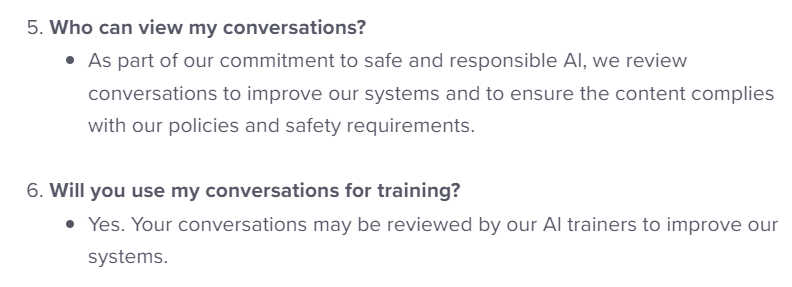 5. Who can view my conversations?
• As part of our commitment to safe and responsible AI, we review
conversations to improve our systems and to ensure the content complies
with our policies and safety requirements.
6. Will you use my conversations for training?
• Yes. Your conversations may be reviewed by our AI trainers to improve our
systems.